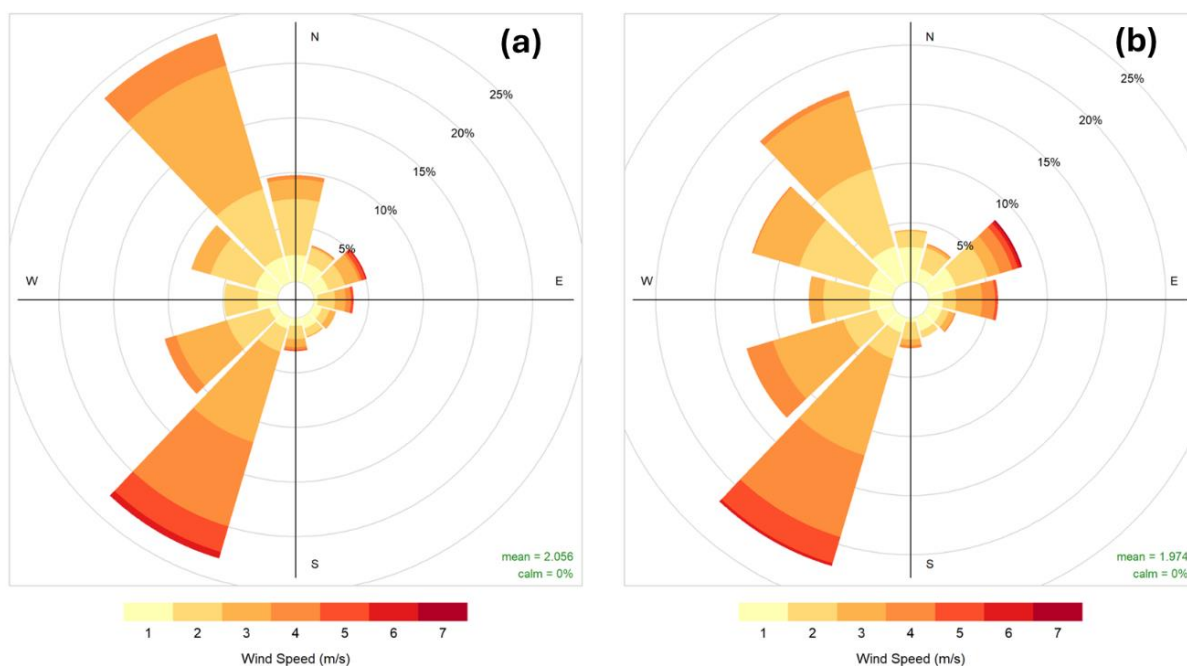 (a)
N
25%
20%
15%
10%
5%
W
E
S
mean = 2.056
calm = 0%
1 2 3 4 5 6 7
Wind Speed (m/s)
(b)
N
25%
20%
15%
10%
5%
W
E
S
mean = 1.974
calm = 0%
1 2 3 4 5 6 7
Wind Speed (m/s)